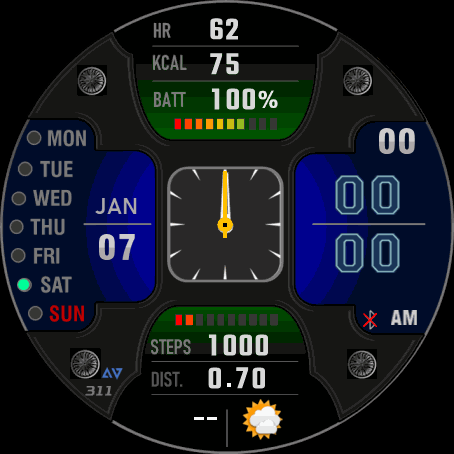 HR 62
KCAL 75
BATT 100%
MON
TUE
WED
THU
FRI
SAT
SUN
JAN
07
00
00
00
AM
STEPS 1000
DIST. 0.70
--
311